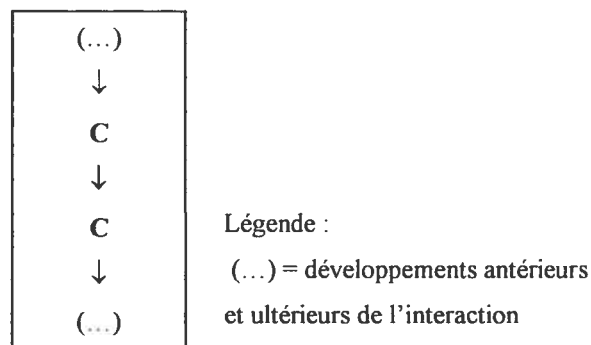 (...)
↓
C
↓
C
↓
(...)
Légende :
(...) = développements antérieurs
et ultérieurs de l'interaction